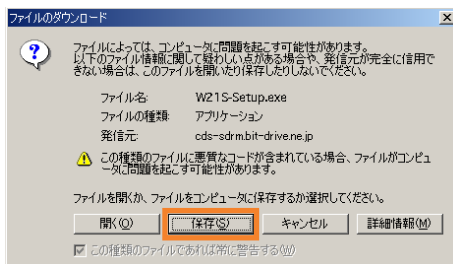 ファイルのダウンロード
ファイルによっては、コンピュータに問題を起こす可能性があります。
以下のファイル情報に関して疑わしい点がある場合や、発信元が完全に信用で
きない場合は、このファイルを開いたり保存したりしないでください。
ファイル名: W21S-Setup.exe
ファイルの種類: アプリケーション
発信元: cds-sdrm.bit-drive.ne.jp
この種類のファイルに悪質なコードが含まれている場合、ファイルがコンピュ
ータに問題を起こす可能性があります。
ファイルを開くか、ファイルをコンピュータに保存するか選択してください。
開く(O) 保存(S) キャンセル 詳細情報(M)
この種類のファイルであれば常に警告する(W)